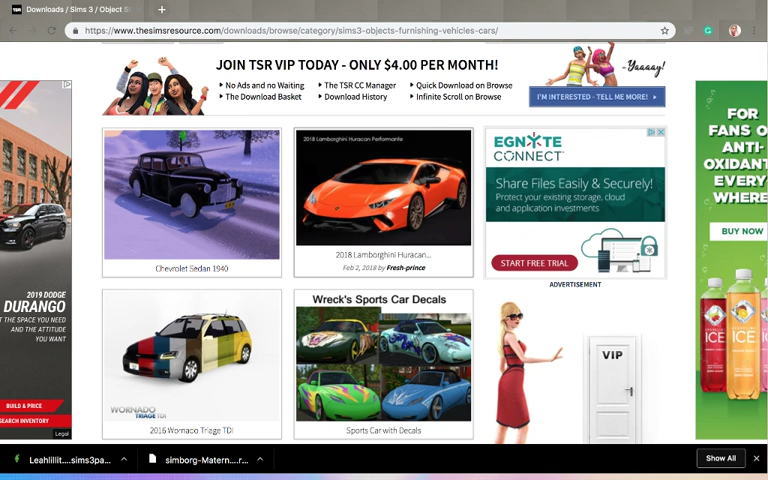 TSR Downloads / Sims 3 / Object S
https://www.thesimsresource.com/downloads/browse/category/sims3-objects-furnishing-vehicles-cars/
JOIN TSR VIP TODAY - ONLY $4.00 PER MONTH!
No Ads and no Waiting
The TSR CC Manager
Quick Download on Browse
The Download Basket
Download History
Infinite Scroll on Browse
-Yaaaay!
I'M INTERESTED - TELL ME MORE!
2019 DODGE
DURANGO
T THE SPACE YOU NEED
AND THE ATTITUDE
YOU WANT
BUILD & PRICE
SEARCH INVENTORY
Legal
Chevrolet Sedan 1940
2018 Lamborghini Huracan Performante
2018 Lamborghini Huracan...
Feb 2, 2018 by Fresh-prince
EGNYTE
CONNECT
Share Files Easily & Securely!
Protect your existing storage, cloud
and application investments
START FREE TRIAL
ADVERTISEMENT
WORNADO
TRIAGE TDI
2016 Wornado Triage TDI
Wreck's Sports Car Decals
Sports Car with Decals
VIP
FOR
FANS O
ANTI-
OXIDANT
EVERY
WHERE
BUY NOW
ICE
ICE
Leahlillit....sims3pa...
simborg-Matern....r...
Show All